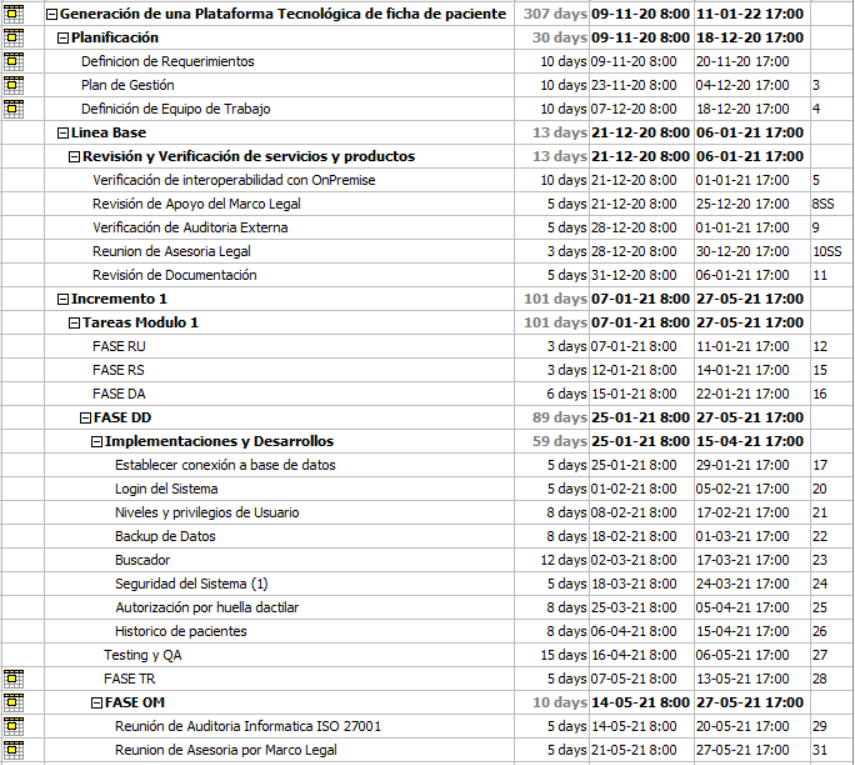 Generación de una Plataforma Tecnológica de ficha de paciente 307 days 09-11-20 8:00 11-01-22 17:00
Planificación 30 days 09-11-20 8:00 18-12-20 17:00
Definicion de Requerimientos 10 days 09-11-20 8:00 20-11-20 17:00
Plan de Gestión 10 days 23-11-20 8:00 04-12-20 17:00 3
Definición de Equipo de Trabajo 10 days 07-12-20 8:00 18-12-20 17:00 4
Linea Base 13 days 21-12-20 8:00 06-01-21 17:00
Revisión y Verificación de servicios y productos 13 days 21-12-20 8:00 06-01-21 17:00
Verificación de interoperabilidad con OnPremise 10 days 21-12-20 8:00 01-01-21 17:00 5
Revisión de Apoyo del Marco Legal 5 days 21-12-20 8:00 25-12-20 17:00 8SS
Verificación de Auditoria Externa 5 days 28-12-20 8:00 01-01-21 17:00 9
Reunion de Asesoria Legal 3 days 28-12-20 8:00 30-12-20 17:00 10SS
Revisión de Documentación 5 days 31-12-20 8:00 06-01-21 17:00 11
Incremento 1 101 days 07-01-21 8:00 27-05-21 17:00
Tareas Modulo 1 101 days 07-01-21 8:00 27-05-21 17:00
FASE RU 3 days 07-01-21 8:00 11-01-21 17:00 12
FASE RS 3 days 12-01-21 8:00 14-01-21 17:00 15
FASE DA 6 days 15-01-21 8:00 22-01-21 17:00 16
FASE DD 89 days 25-01-21 8:00 27-05-21 17:00
Implementaciones y Desarrollos 59 days 25-01-21 8:00 15-04-21 17:00
Establecer conexión a base de datos 5 days 25-01-21 8:00 29-01-21 17:00 17
Login del Sistema 5 days 01-02-21 8:00 05-02-21 17:00 20
Niveles y privilegios de Usuario 8 days 08-02-21 8:00 17-02-21 17:00 21
Backup de Datos 8 days 18-02-21 8:00 01-03-21 17:00 22
Buscador 12 days 02-03-21 8:00 17-03-21 17:00 23
Seguridad del Sistema (1) 5 days 18-03-21 8:00 24-03-21 17:00 24
Autorización por huella dactilar 8 days 25-03-21 8:00 05-04-21 17:00 25
Historico de pacientes 8 days 06-04-21 8:00 15-04-21 17:00 26
Testing y QA 15 days 16-04-21 8:00 06-05-21 17:00 27
FASE TR 5 days 07-05-21 8:00 13-05-21 17:00 28
FASE OM 10 days 14-05-21 8:00 27-05-21 17:00
Reunión de Auditoria Informatica ISO 27001 5 days 14-05-21 8:00 20-05-21 17:00 29
Reunion de Asesoria por Marco Legal 5 days 21-05-21 8:00 27-05-21 17:00 31